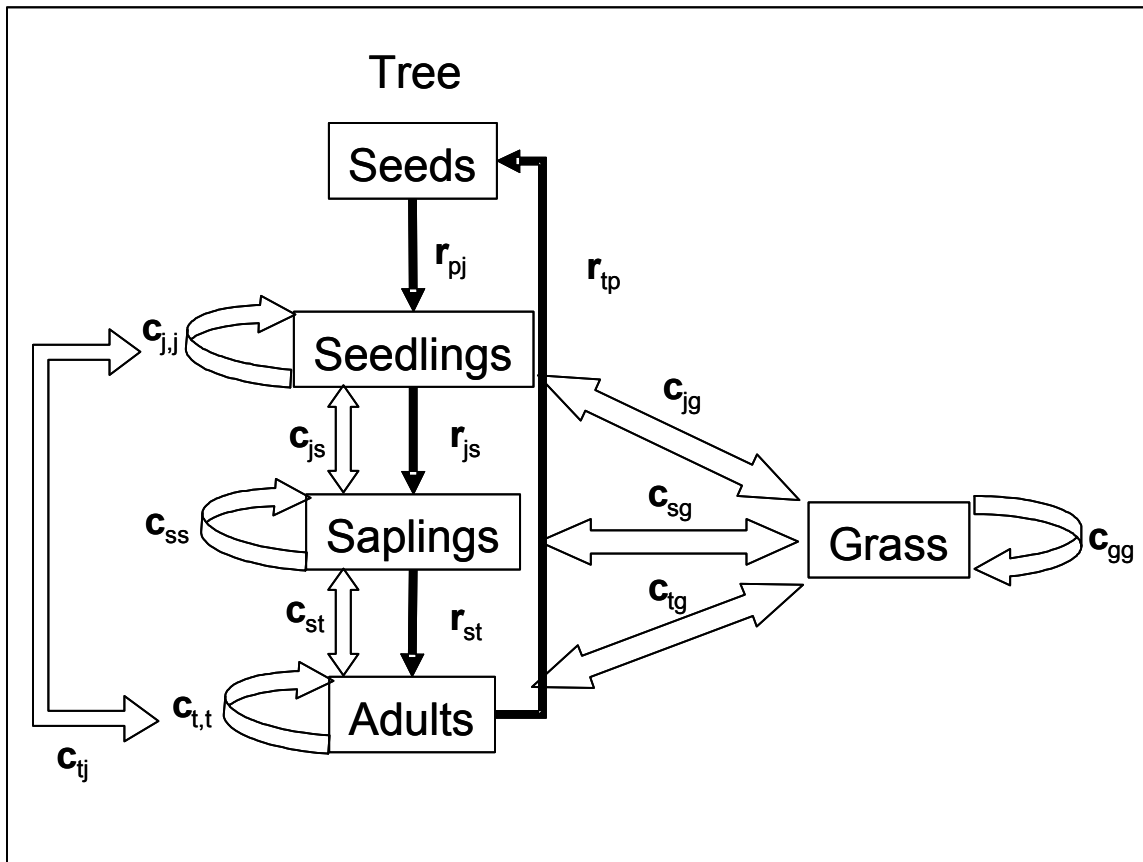 Tree
Seeds
r_pj
r_tp
c_j,j
Seedlings
c_jg
c_js
r_js
c_sg
c_ss
Saplings
Grass
c_gg
c_st
r_st
c_tg
c_t,t
Adults
c_tj